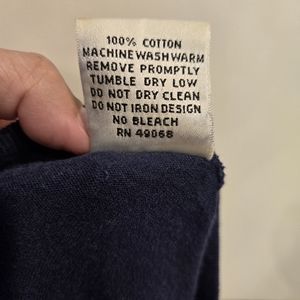 100% COTTON
MACHINE WASH WARM
REMOVE PROMPTLY
TUMBLE DRY LOW
DO NOT DRY CLEAN
DO NOT IRON DESIGN
NO BLEACH
RN 49068